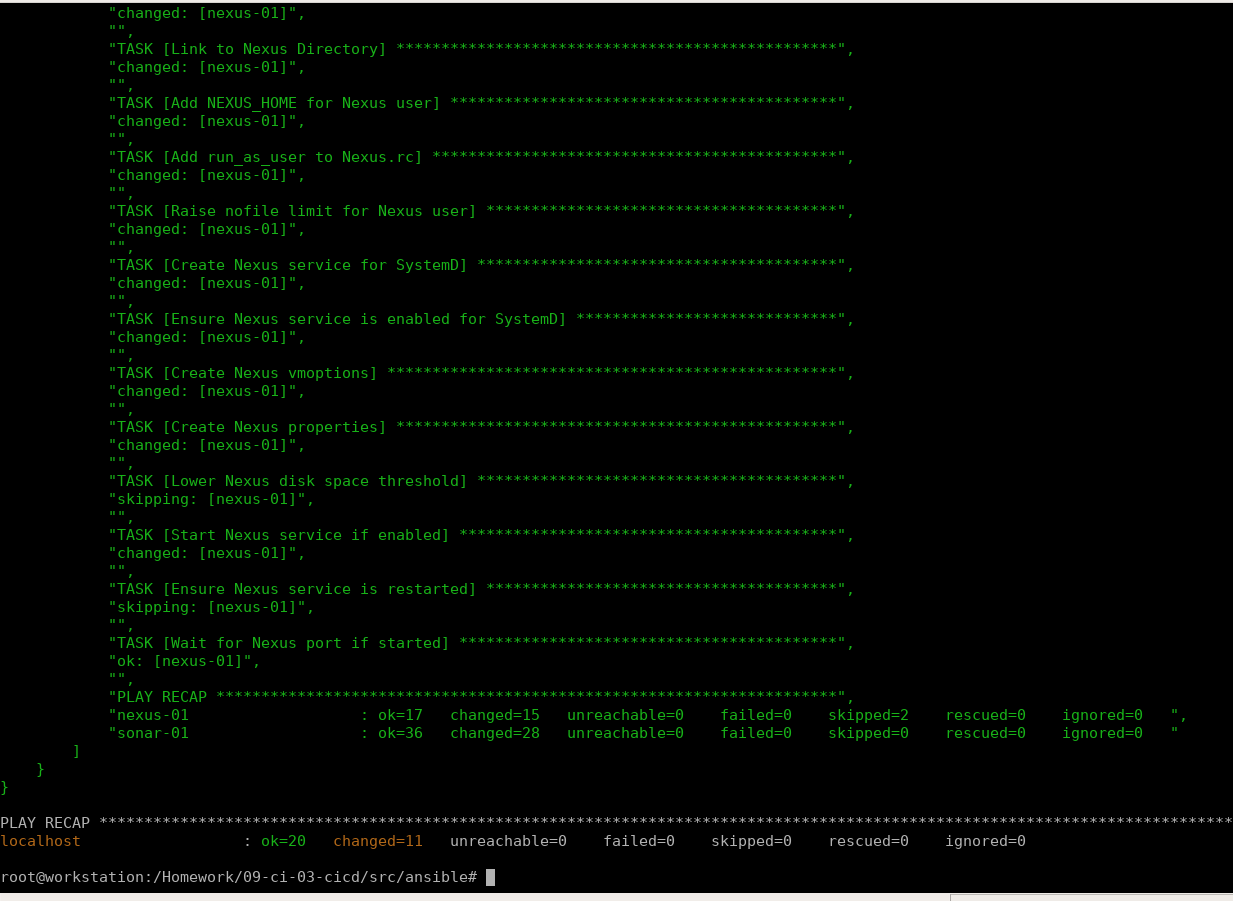 "changed: [nexus-01]",
"",
"TASK [Link to Nexus Directory] *************************************************",
"changed: [nexus-01]",
"",
"TASK [Add NEXUS_HOME for Nexus user] *******************************************",
"changed: [nexus-01]",
"",
"TASK [Add run_as_user to Nexus.rc] *********************************************",
"changed: [nexus-01]",
"",
"TASK [Raise nofile limit for Nexus user] ***************************************",
"changed: [nexus-01]",
"",
"TASK [Create Nexus service for SystemD] ****************************************",
"changed: [nexus-01]",
"",
"TASK [Ensure Nexus service is enabled for SystemD] *****************************",
"changed: [nexus-01]",
"",
"TASK [Create Nexus vmoptions] **************************************************",
"changed: [nexus-01]",
"",
"TASK [Create Nexus properties] *************************************************",
"changed: [nexus-01]",
"",
"TASK [Lower Nexus disk space threshold] ****************************************",
"skipping: [nexus-01]",
"",
"TASK [Start Nexus service if enabled] ******************************************",
"changed: [nexus-01]",
"",
"TASK [Ensure Nexus service is restarted] ***************************************",
"skipping: [nexus-01]",
"",
"TASK [Wait for Nexus port if started] ******************************************",
"ok: [nexus-01]",
"",
"PLAY RECAP *********************************************************************",
"nexus-01                   : ok=17   changed=15   unreachable=0    failed=0    skipped=2    rescued=0    ignored=0   ",
"sonar-01                   : ok=36   changed=28   unreachable=0    failed=0    skipped=0    rescued=0    ignored=0   "
]
}
}
PLAY RECAP ******************************************************************************************************************************
localhost                  : ok=20   changed=11   unreachable=0    failed=0    skipped=0    rescued=0    ignored=0
root@workstation:/Homework/09-ci-03-cicd/src/ansible#